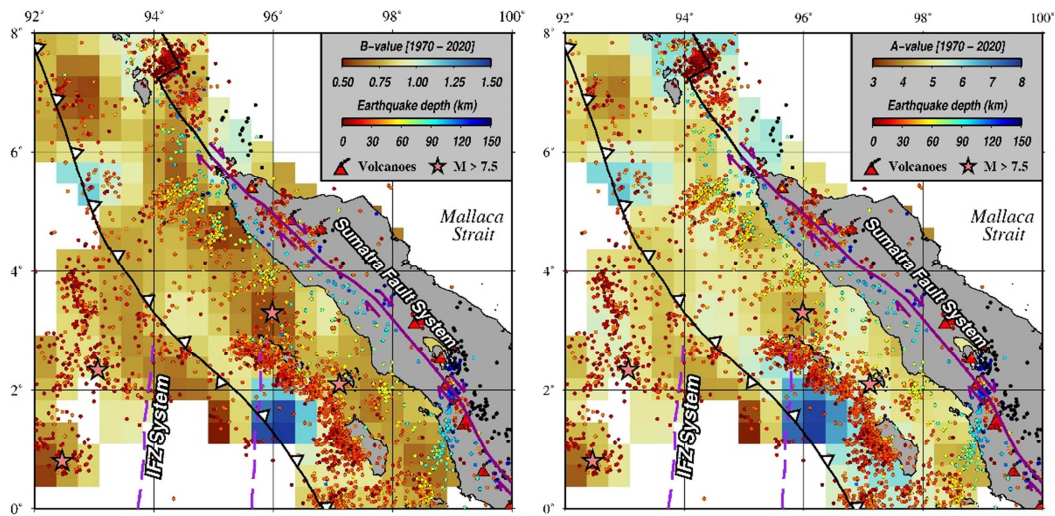 92° 94° 96° 98° 100°
8°
6°
4°
2°
0°
B-value [1970 – 2020]
0.50 0.75 1.00 1.25 1.50
Earthquake depth (km)
0 30 60 90 120 150
Volcanoes M > 7.5
Mallaca
Strait
Sumatra Fault System
IFZ System
92° 94° 96° 98° 100°
8°
6°
4°
2°
0°
A-value [1970 – 2020]
3 4 5 6 7 8
Earthquake depth (km)
0 30 60 90 120 150
Volcanoes M > 7.5
Mallaca
Strait
Sumatra Fault System
IFZ System